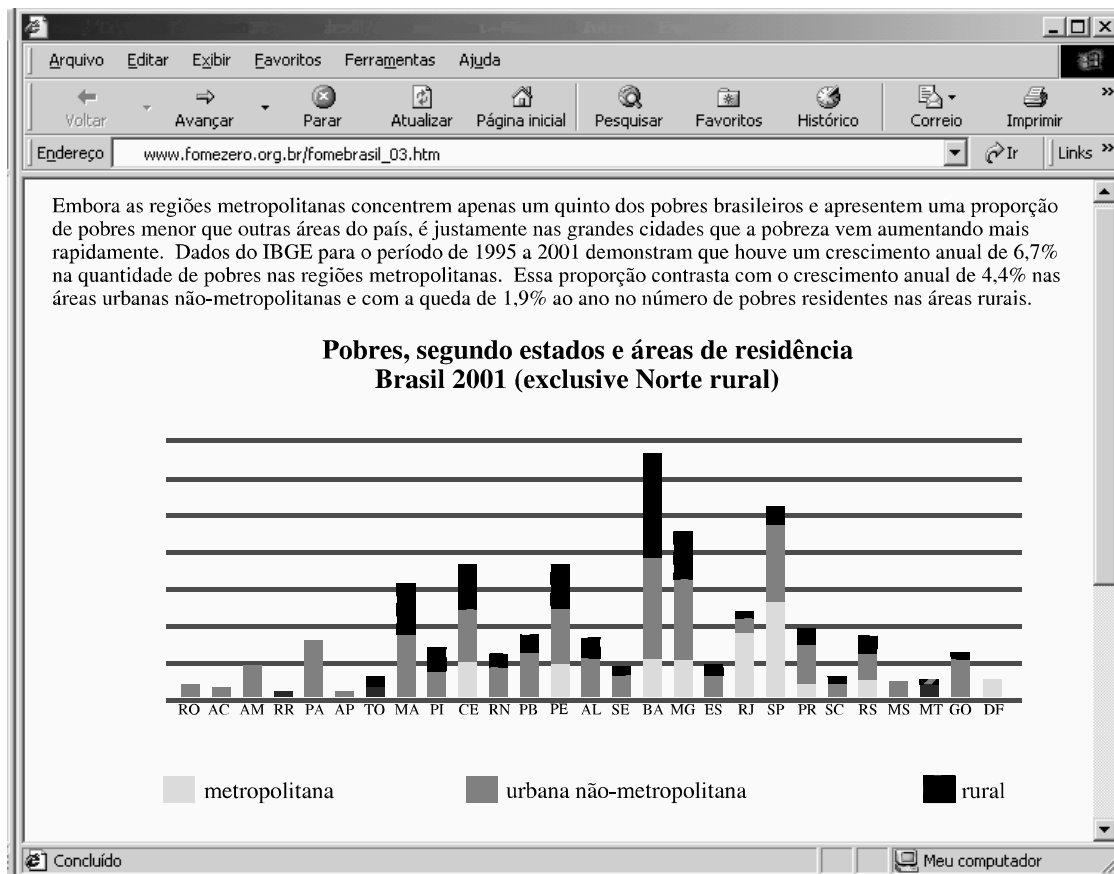 Arquivo Editar Exibir Favoritos Ferramentas Ajuda
Voltar Avançar Parar Atualizar Página inicial Pesquisar Favoritos Histórico Correio Imprimir »
Endereço www.fomezero.org.br/fomebrasil_03.htm Ir Links »
Embora as regiões metropolitanas concentrem apenas um quinto dos pobres brasileiros e apresentem uma proporção
de pobres menor que outras áreas do país, é justamente nas grandes cidades que a pobreza vem aumentando mais
rapidamente. Dados do IBGE para o período de 1995 a 2001 demonstram que houve um crescimento anual de 6,7%
na quantidade de pobres nas regiões metropolitanas. Essa proporção contrasta com o crescimento anual de 4,4% nas
áreas urbanas não-metropolitanas e com a queda de 1,9% ao ano no número de pobres residentes nas áreas rurais.
Pobres, segundo estados e áreas de residência
Brasil 2001 (exclusive Norte rural)
RO AC AM RR PA AP TO MA PI CE RN PB PE AL SE BA MG ES RJ SP PR SC RS MS MT GO DF
metropolitana urbana não-metropolitana rural
Concluído Meu computador